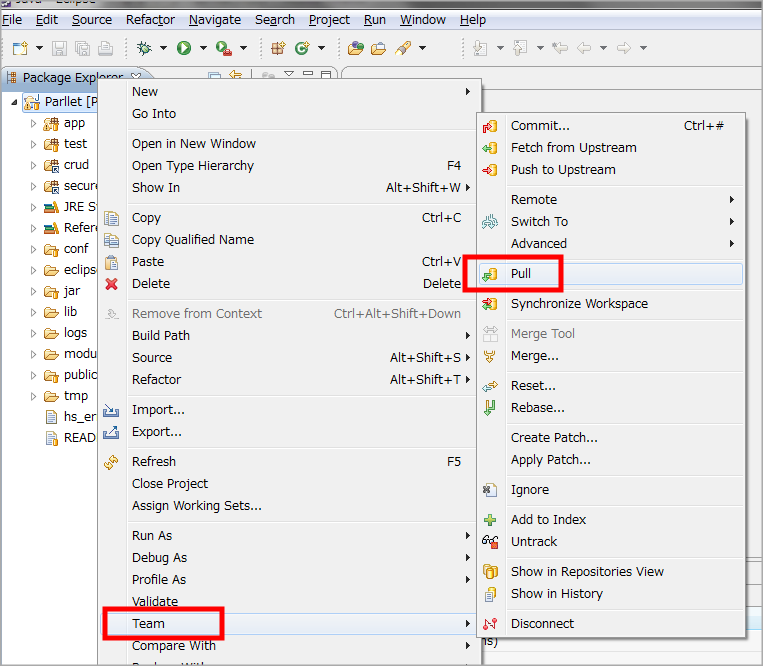 File Edit Source Refactor Navigate Search Project Run Window Help
Package Explorer
Parllet [P
app
test
crud
secure
JRE S
Refere
conf
eclipse
jar
lib
logs
modu
public
tmp
hs_er
READ
New
Go Into
Open in New Window
Open Type Hierarchy F4
Show In Alt+Shift+W
Copy Ctrl+C
Copy Qualified Name
Paste Ctrl+V
Delete Delete
Remove from Context Ctrl+Alt+Shift+Down
Build Path
Source Alt+Shift+S
Refactor Alt+Shift+T
Import...
Export...
Refresh F5
Close Project
Assign Working Sets...
Run As
Debug As
Profile As
Validate
Team
Compare With
Commit... Ctrl+#
Fetch from Upstream
Push to Upstream
Remote
Switch To
Advanced
Pull
Synchronize Workspace
Merge Tool
Merge...
Reset...
Rebase...
Create Patch...
Apply Patch...
Ignore
Add to Index
Untrack
Show in Repositories View
Show in History
Disconnect